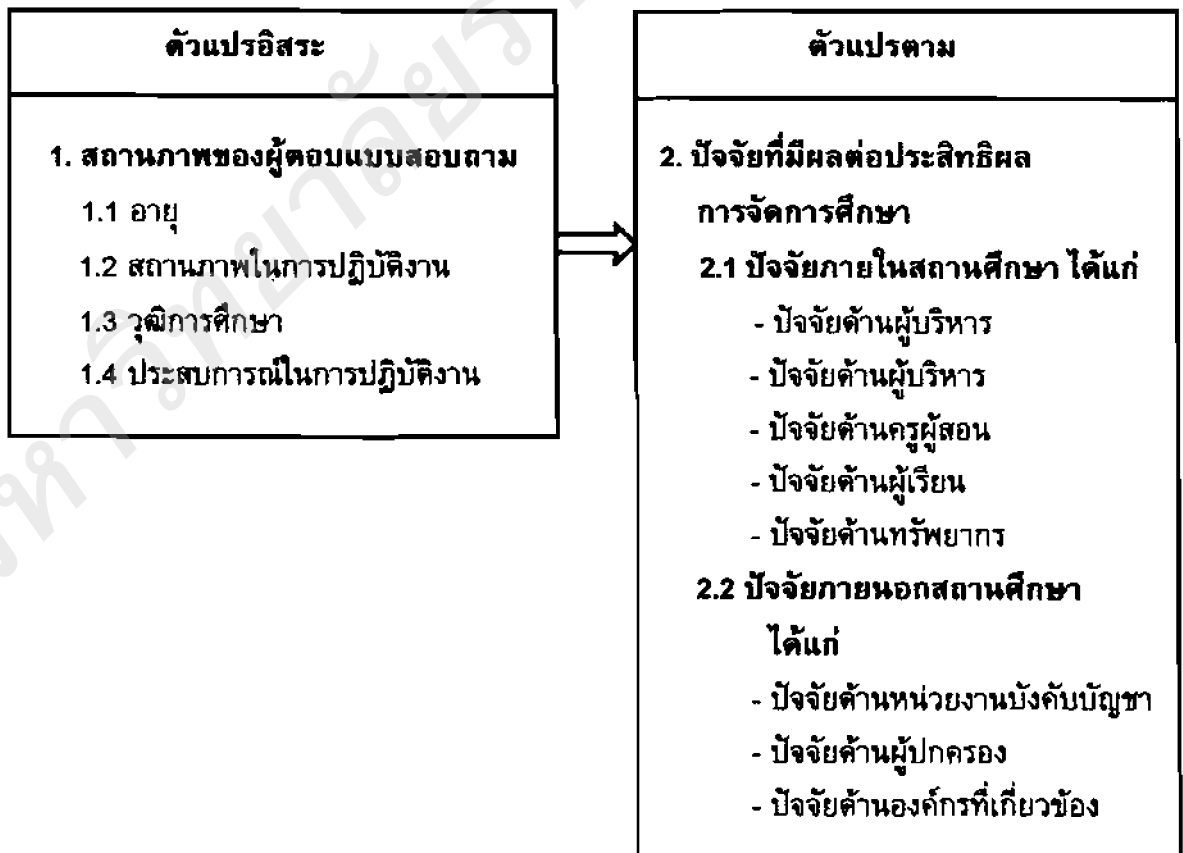 ตัวแปรอิสระ
1. สถานภาพของผู้ตอบแบบสอบถาม
1.1 อายุ
1.2 สถานภาพในการปฏิบัติงาน
1.3 วุฒิการศึกษา
1.4 ประสบการณ์ในการปฏิบัติงาน
ตัวแปรตาม
2. ปัจจัยที่มีผลต่อประสิทธิผล
การจัดการศึกษา
2.1 ปัจจัยภายในสถานศึกษา ได้แก่
- ปัจจัยด้านผู้บริหาร
- ปัจจัยด้านผู้บริหาร
- ปัจจัยด้านครูผู้สอน
- ปัจจัยด้านผู้เรียน
- ปัจจัยด้านทรัพยากร
2.2 ปัจจัยภายนอกสถานศึกษา
ได้แก่
- ปัจจัยด้านหน่วยงานบังคับบัญชา
- ปัจจัยด้านผู้ปกครอง
- ปัจจัยด้านองค์กรที่เกี่ยวข้อง